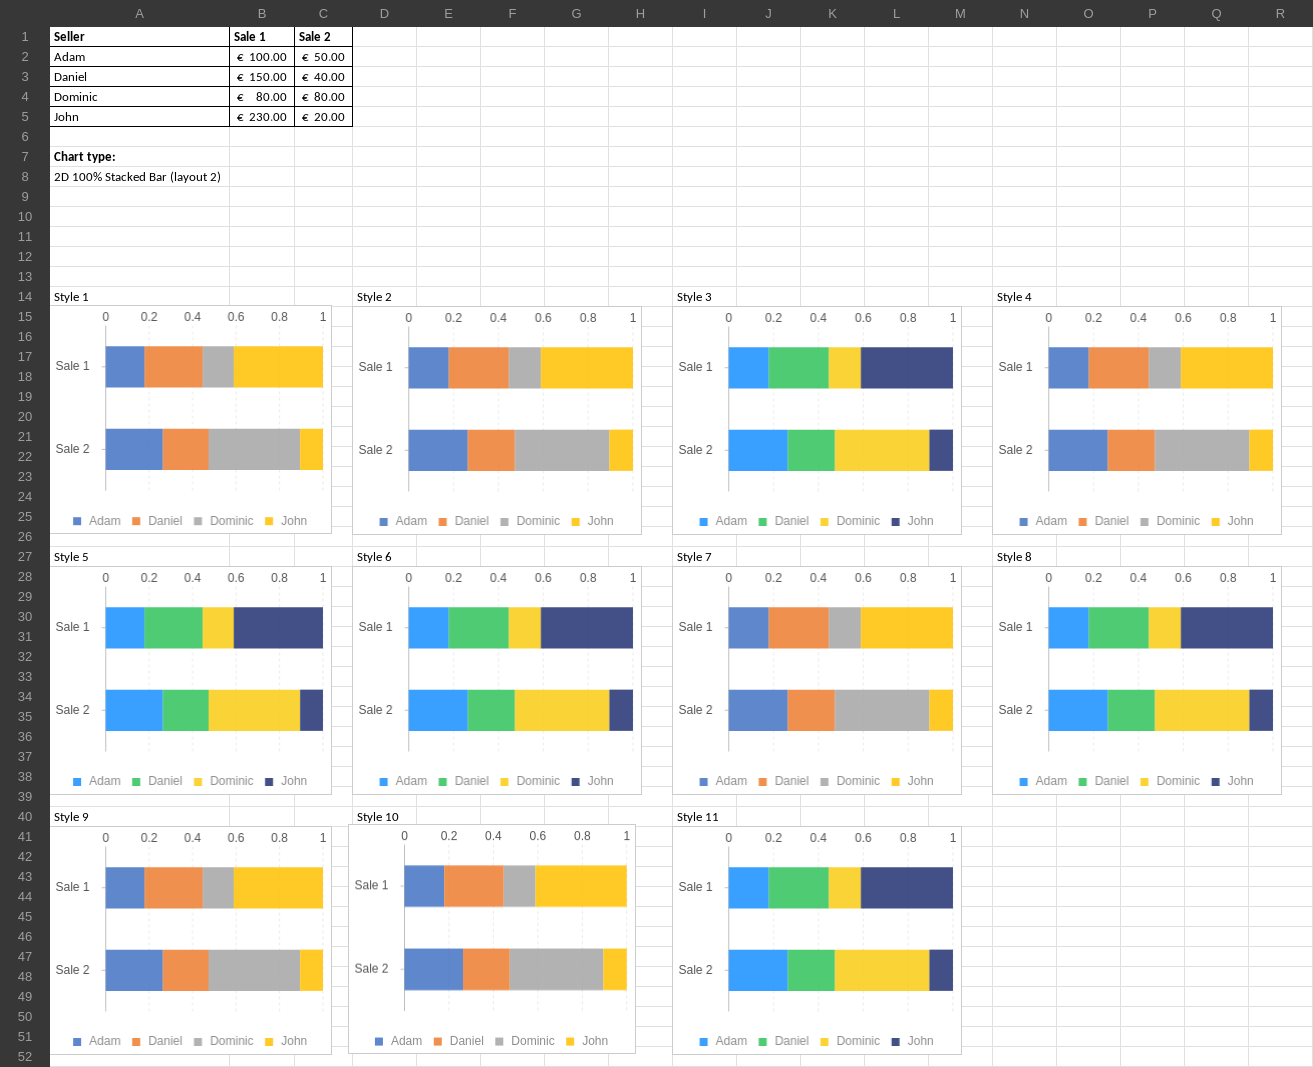 A B C D E F G H I J K L M N O P Q R
1 Seller Sale 1 Sale 2
2 Adam € 100.00 € 50.00
3 Daniel € 150.00 € 40.00
4 Dominic € 80.00 € 80.00
5 John € 230.00 € 20.00
6
7 Chart type:
8 2D 100% Stacked Bar (layout 2)
9
10
11
12
13
14 Style 1 Style 2 Style 3 Style 4
15 0 0.2 0.4 0.6 0.8 1 0 0.2 0.4 0.6 0.8 1 0 0.2 0.4 0.6 0.8 1 0 0.2 0.4 0.6 0.8 1
16
17 Sale 1 Sale 1 Sale 1 Sale 1
18
19
20
21 Sale 2 Sale 2 Sale 2 Sale 2
22
23
24
25 Adam Daniel Dominic John Adam Daniel Dominic John Adam Daniel Dominic John Adam Daniel Dominic John
26
27 Style 5 Style 6 Style 7 Style 8
28 0 0.2 0.4 0.6 0.8 1 0 0.2 0.4 0.6 0.8 1 0 0.2 0.4 0.6 0.8 1 0 0.2 0.4 0.6 0.8 1
29
30 Sale 1 Sale 1 Sale 1 Sale 1
31
32
33
34 Sale 2 Sale 2 Sale 2 Sale 2
35
36
37
38 Adam Daniel Dominic John Adam Daniel Dominic John Adam Daniel Dominic John Adam Daniel Dominic John
39
40 Style 9 Style 10 Style 11
41 0 0.2 0.4 0.6 0.8 1 0 0.2 0.4 0.6 0.8 1 0 0.2 0.4 0.6 0.8 1
42
43 Sale 1 Sale 1 Sale 1
44
45
46
47 Sale 2 Sale 2 Sale 2
48
49
50
51 Adam Daniel Dominic John Adam Daniel Dominic John Adam Daniel Dominic John
52